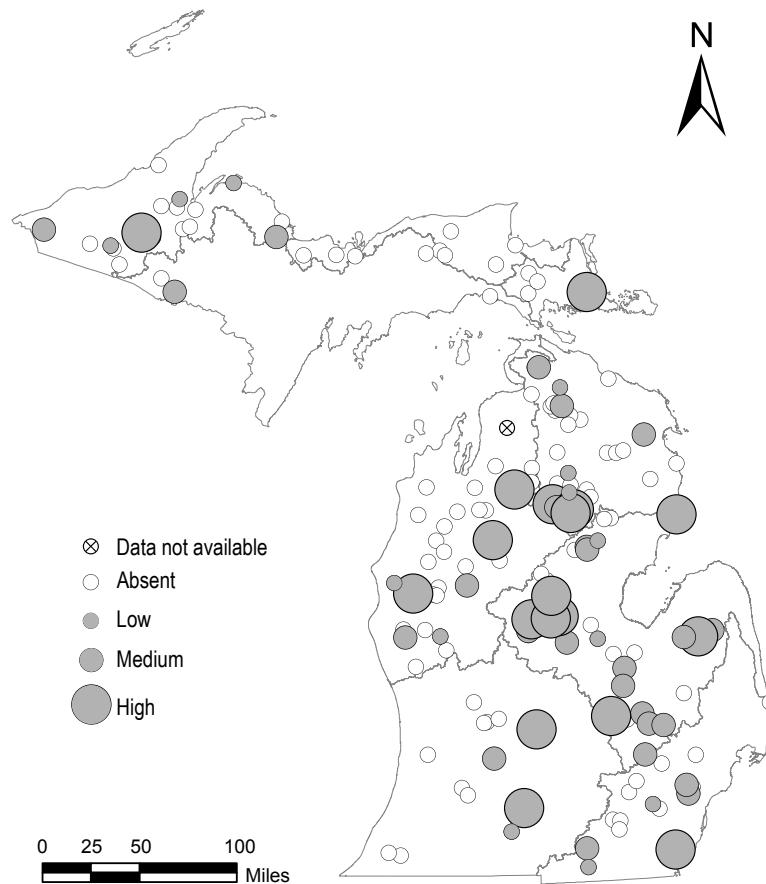 N
Data not available
Absent
Low
Medium
High
0 25 50 100
Miles